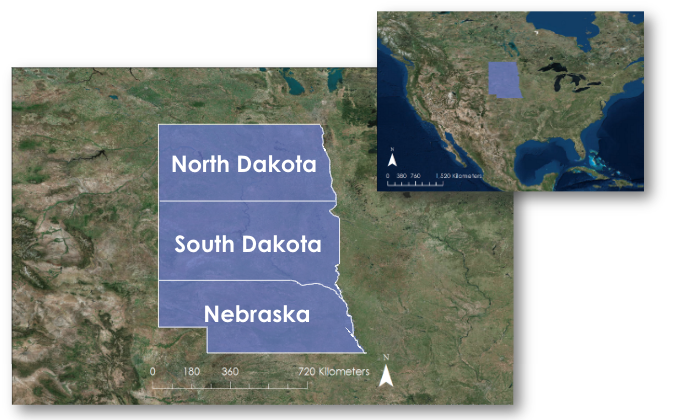 North Dakota
South Dakota
Nebraska
0 180 360 720 Kilometers
N
0 380 760 1,520 Kilometers
N